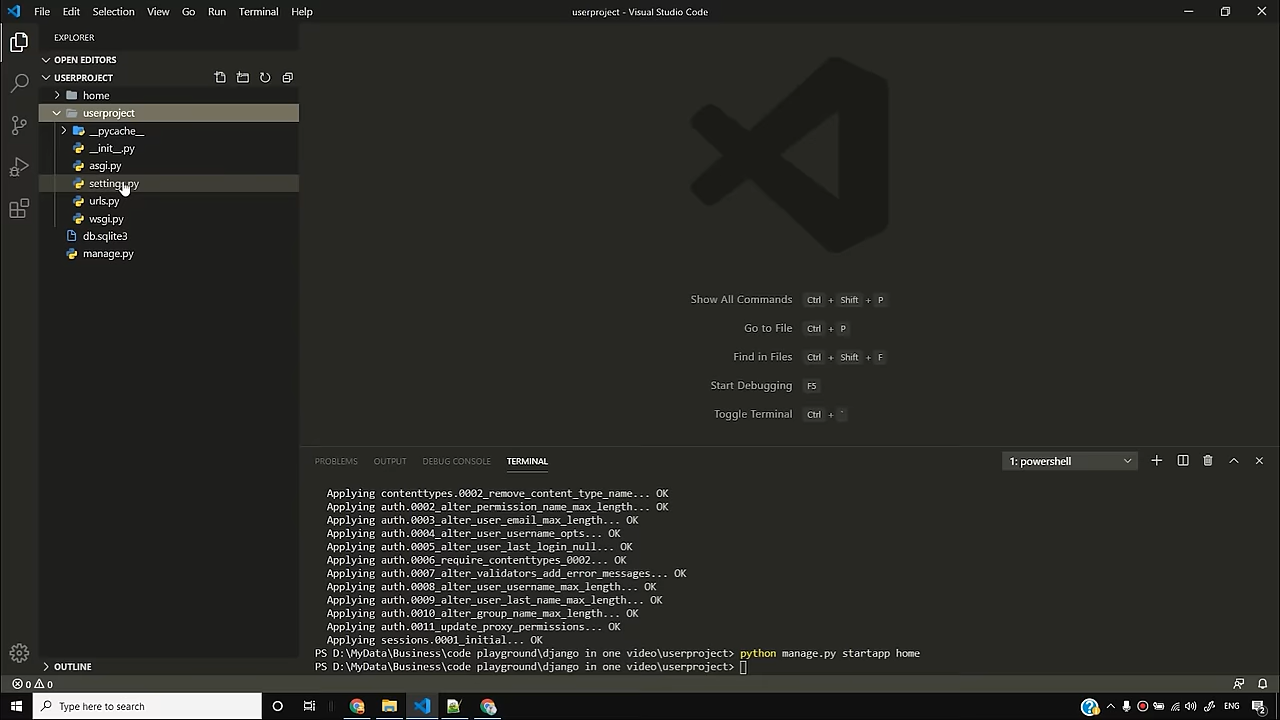 File Edit Selection View Go Run Terminal Help
userproject - Visual Studio Code
EXPLORER
OPEN EDITORS
USERPROJECT
home
userproject
__pycache__
__init__.py
asgi.py
settings.py
urls.py
wsgi.py
db.sqlite3
manage.py
Show All Commands Ctrl + Shift + P
Go to File Ctrl + P
Find in Files Ctrl + Shift + F
Start Debugging F5
Toggle Terminal Ctrl + `
PROBLEMS OUTPUT DEBUG CONSOLE TERMINAL
1: powershell
Applying contenttypes.0002_remove_content_type_name... OK
Applying auth.0002_alter_permission_name_max_length... OK
Applying auth.0003_alter_user_email_max_length... OK
Applying auth.0004_alter_user_username_opts... OK
Applying auth.0005_alter_user_last_login_null... OK
Applying auth.0006_require_contenttypes_0002... OK
Applying auth.0007_alter_validators_add_error_messages... OK
Applying auth.0008_alter_user_username_max_length... OK
Applying auth.0009_alter_user_last_name_max_length... OK
Applying auth.0010_alter_group_name_max_length... OK
Applying auth.0011_update_proxy_permissions... OK
Applying sessions.0001_initial... OK
PS D:\MyData\Business\code playground\django in one video\userproject> python manage.py startapp home
PS D:\MyData\Business\code playground\django in one video\userproject>
OUTLINE
0 0
Type here to search
ENG